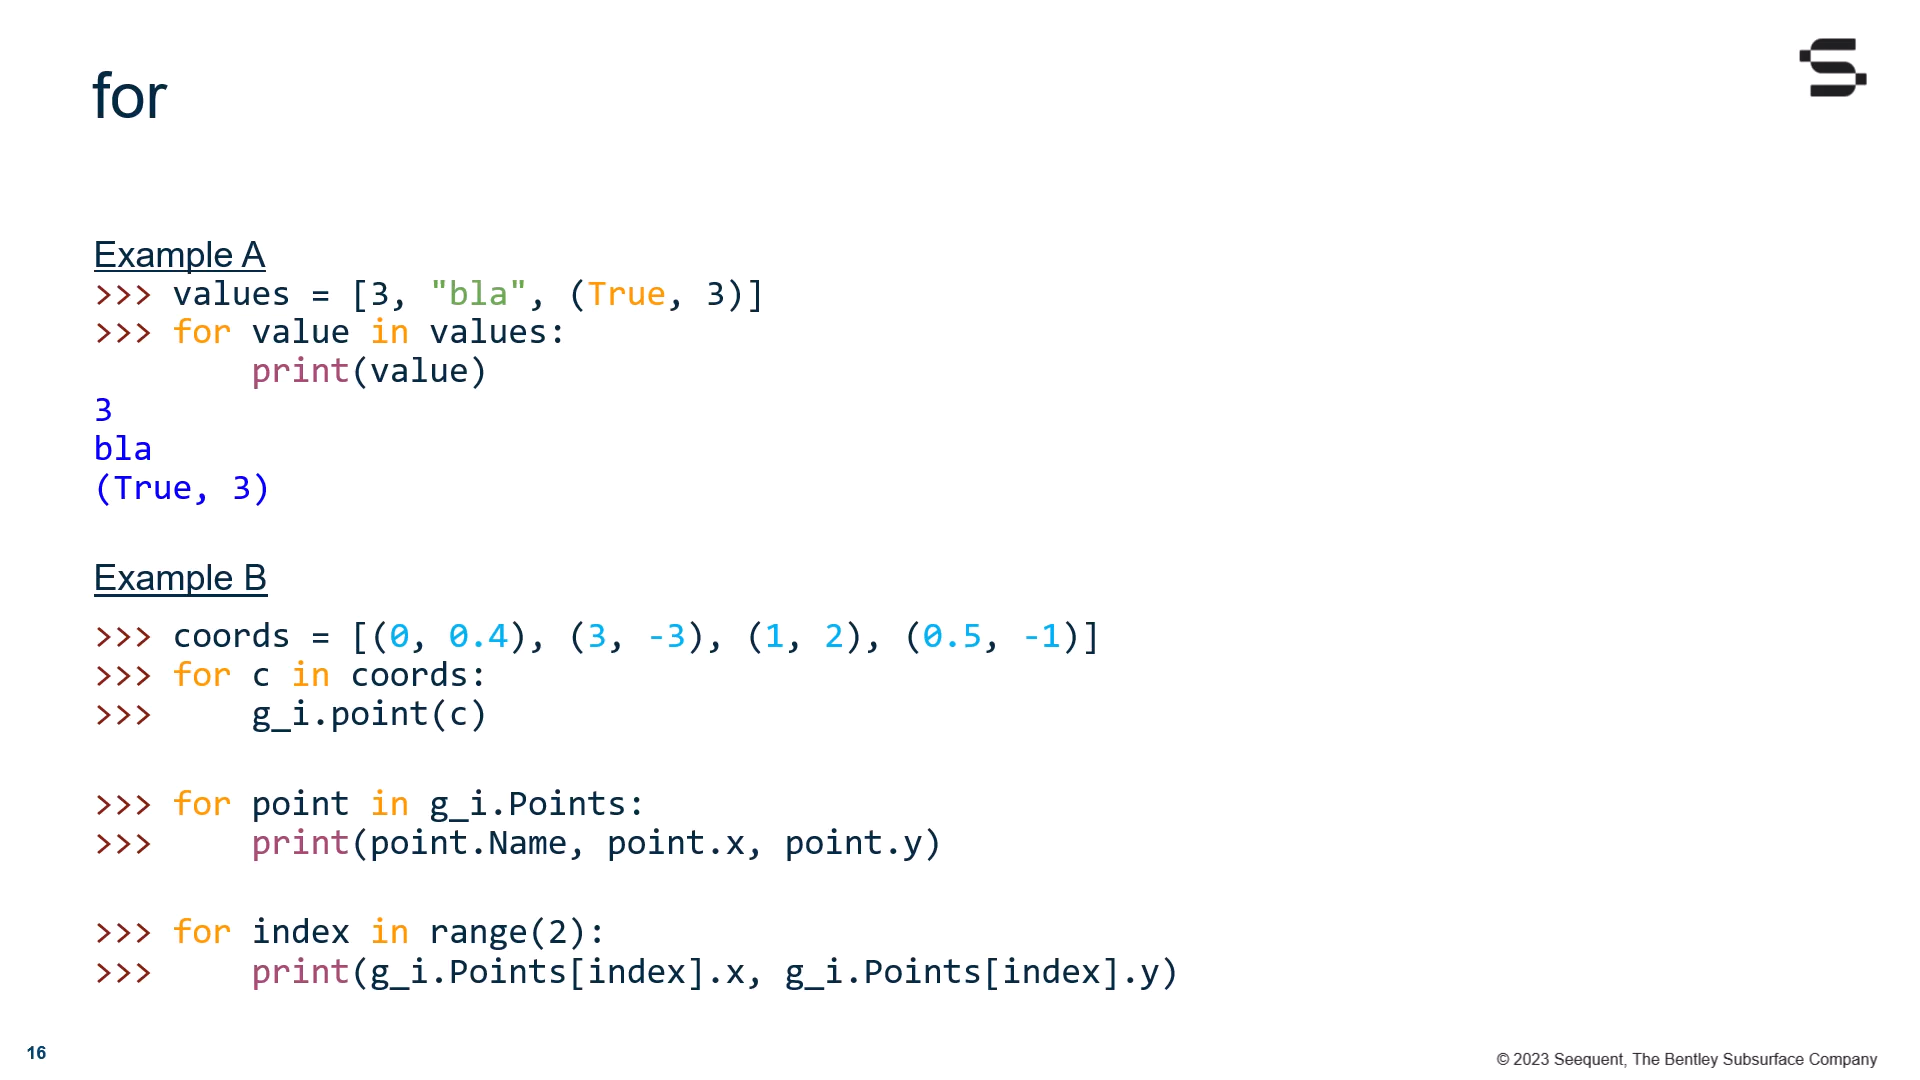 for
Example A
>>> values = [3, "bla", (True, 3)]
>>> for value in values:
        print(value)
3
bla
(True, 3)
Example B
>>> coords = [(0, 0.4), (3, -3), (1, 2), (0.5, -1)]
>>> for c in coords:
>>>     g_i.point(c)
>>> for point in g_i.Points:
>>>     print(point.Name, point.x, point.y)
>>> for index in range(2):
>>>     print(g_i.Points[index].x, g_i.Points[index].y)
16
© 2023 Seequent, The Bentley Subsurface Company